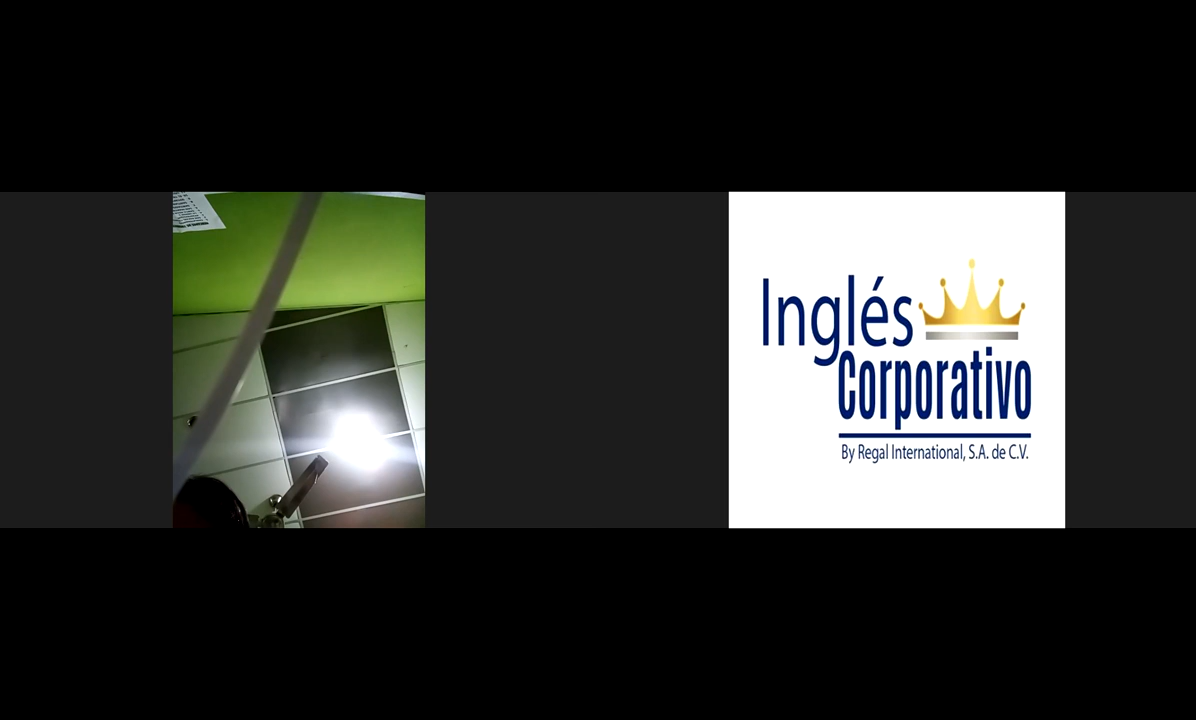 Inglés
Corporativo
By Regal International, S.A. de C.V.